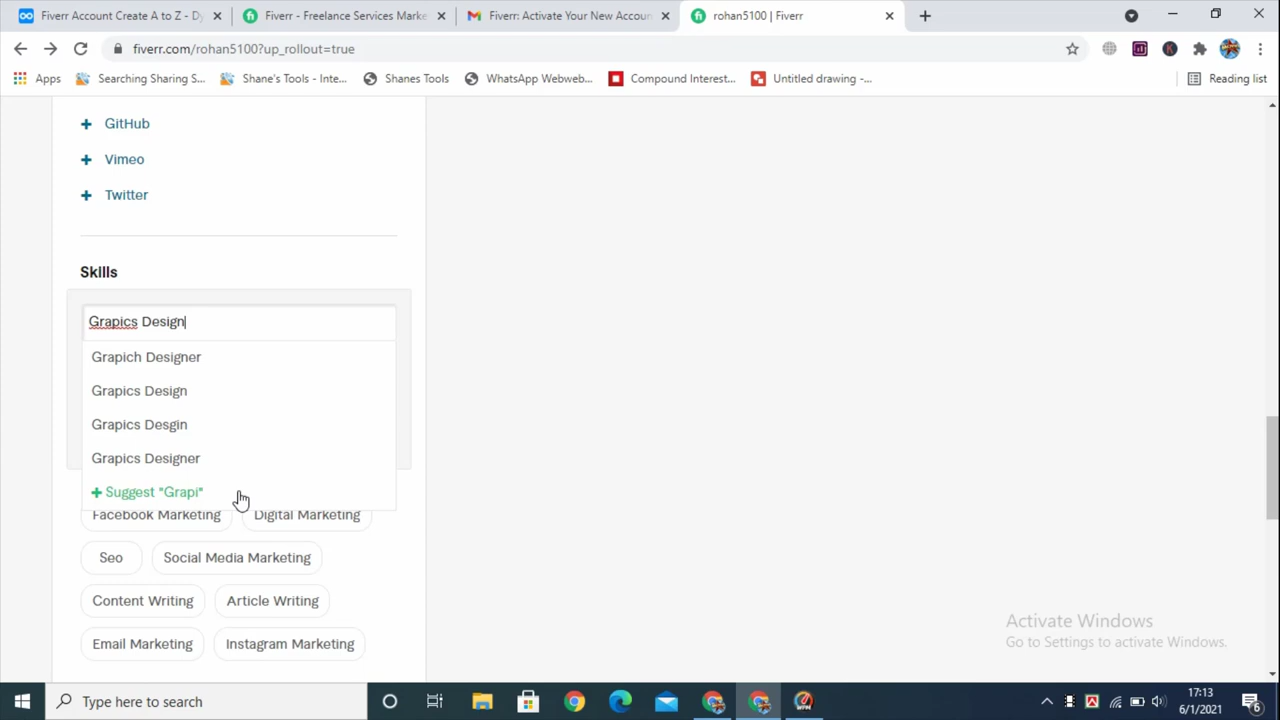 Fiverr Account Create A to Z - Dy
Fiverr - Freelance Services Marke
Fiverr: Activate Your New Accoun
rohan5100 | Fiverr
fiverr.com/rohan5100?up_rollout=true
Apps
Searching Sharing S...
Shane's Tools - Inte...
Shanes Tools
WhatsApp Webweb...
Compound Interest...
Untitled drawing -...
Reading list
GitHub
Vimeo
Twitter
Skills
Grapics Design
Grapich Designer
Grapics Design
Grapics Desgin
Grapics Designer
+ Suggest "Grapi"
Facebook Marketing
Digital Marketing
Seo
Social Media Marketing
Content Writing
Article Writing
Email Marketing
Instagram Marketing
Activate Windows
Go to Settings to activate Windows.
Type here to search
17:13
6/1/2021
6